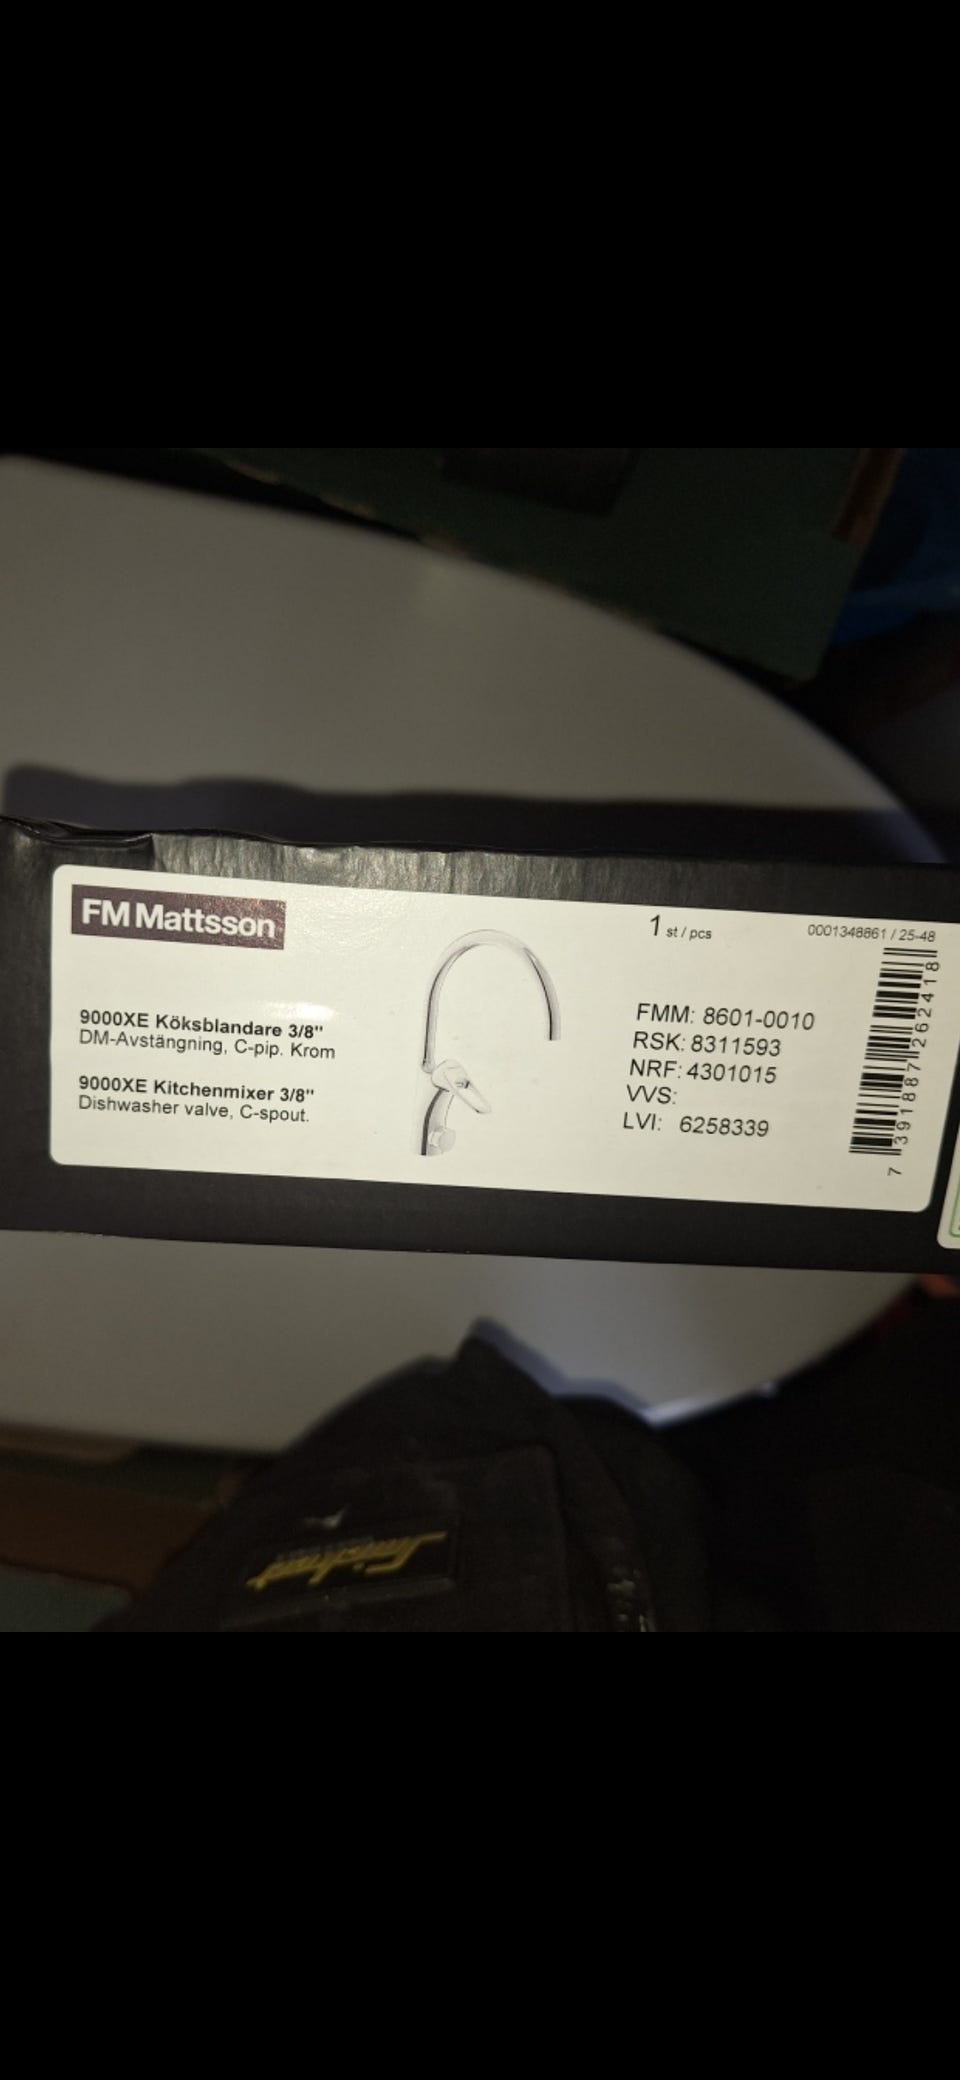 FM Mattsson
9000XE Köksblandare 3/8"
DM-Avstängning, C-pip. Krom
9000XE Kitchenmixer 3/8"
Dishwasher valve, C-spout.
1 st / pcs
0001348861 / 25-48
FMM: 8601-0010
RSK: 8311593
NRF: 4301015
VVS:
LVI: 6258339
7 391887 262418